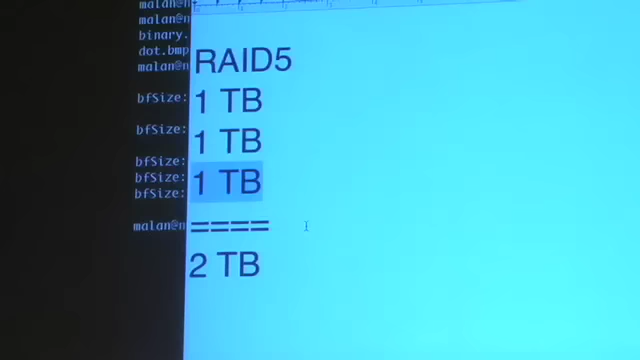 malan@n
malan@n
binary.
dot.bmp
malan@n
bfSize:
bfSize:
bfSize:
bfSize:
bfSize:
malan@n
RAID5
1 TB
1 TB
1 TB
====
2 TB